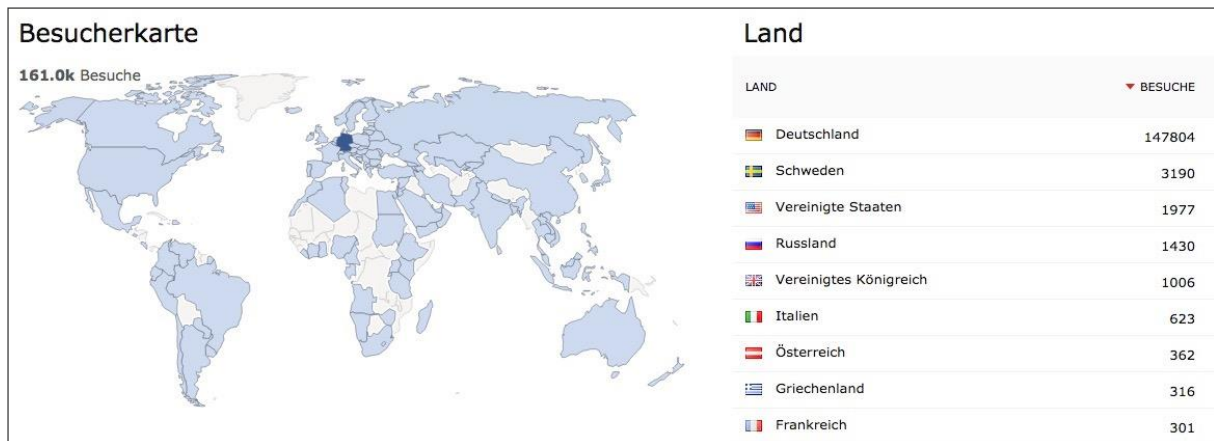 Besucherkarte
161.0k Besuche
Land
LAND BESUCHE
Deutschland 147804
Schweden 3190
Vereinigte Staaten 1977
Russland 1430
Vereinigtes Königreich 1006
Italien 623
Österreich 362
Griechenland 316
Frankreich 301